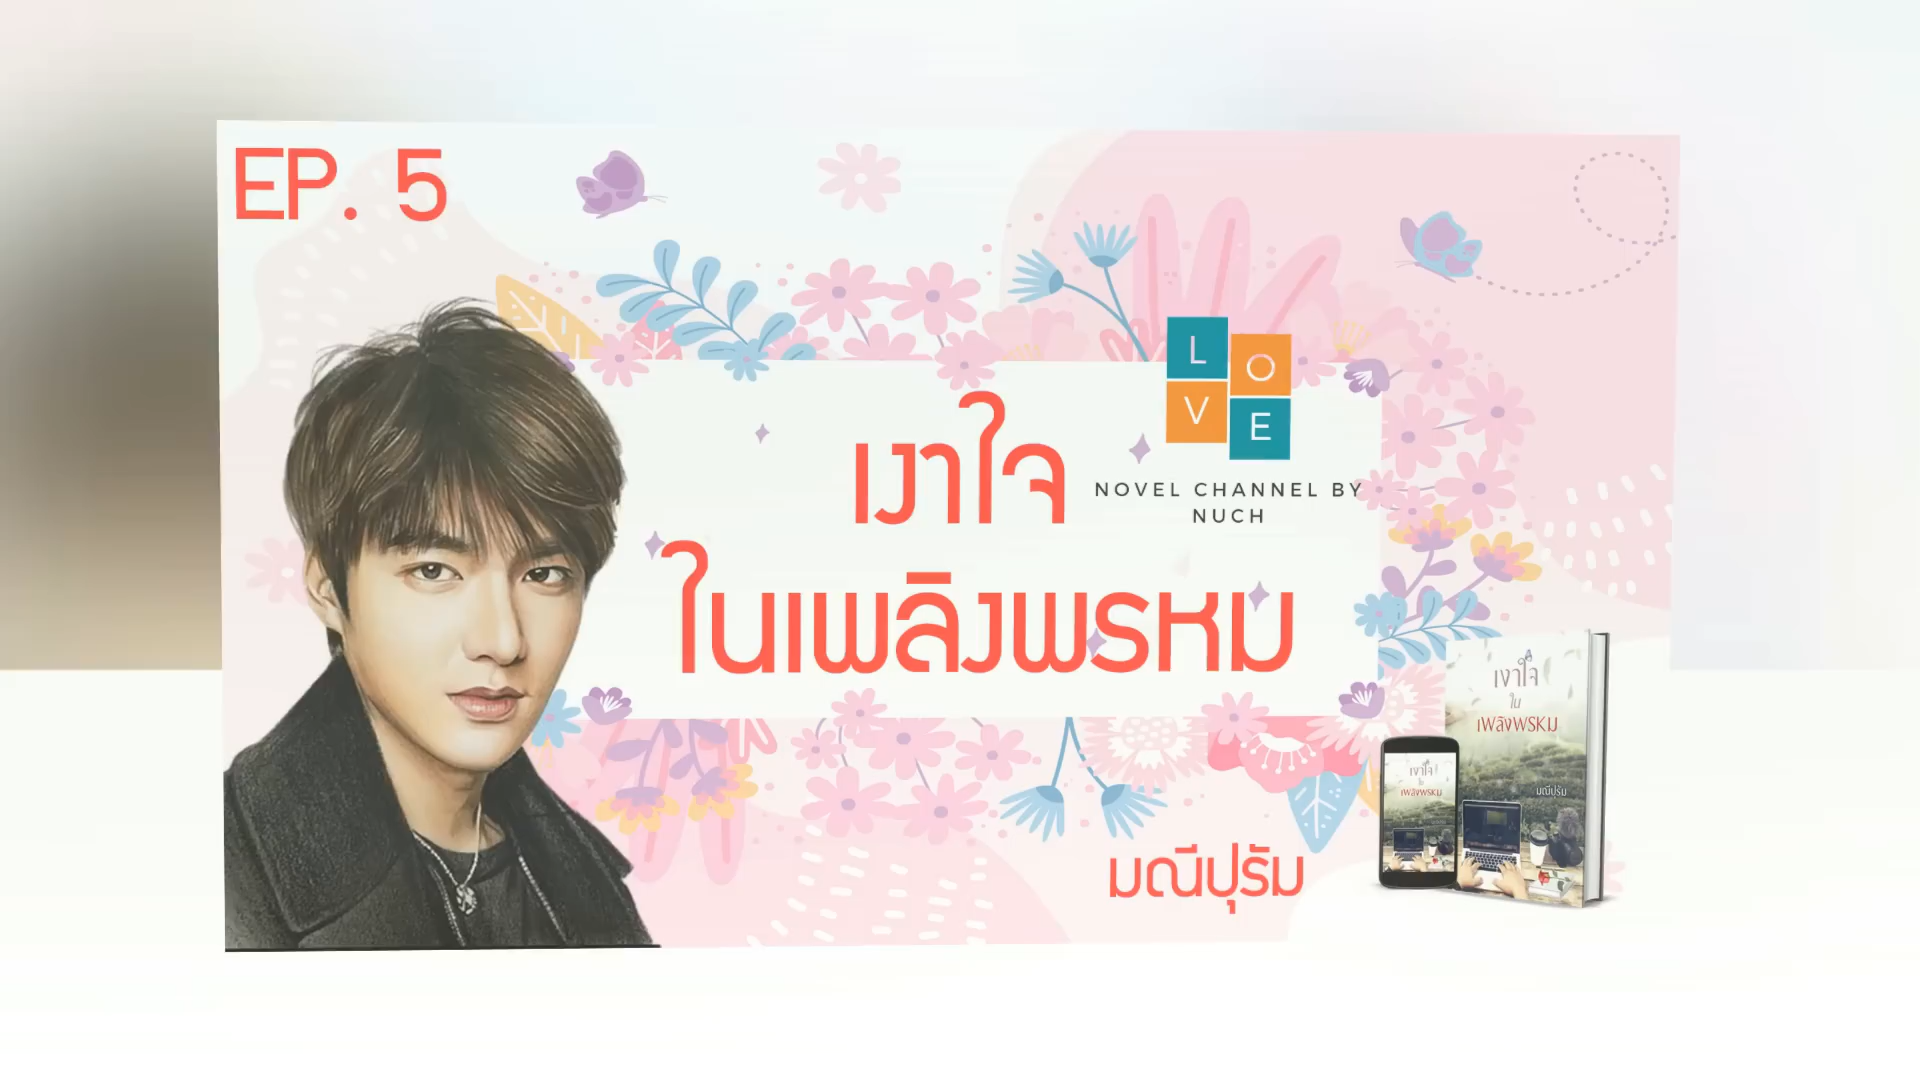 EP. 5
L O
V E
NOVEL CHANNEL BY
NUCH
เงาใจ
ในเพลิงพรหม
มณีปุรัม
เงาใจ
ใน
เพลิงพรหม
มณีปุรัม
เงาใจ
ใน
เพลิงพรหม